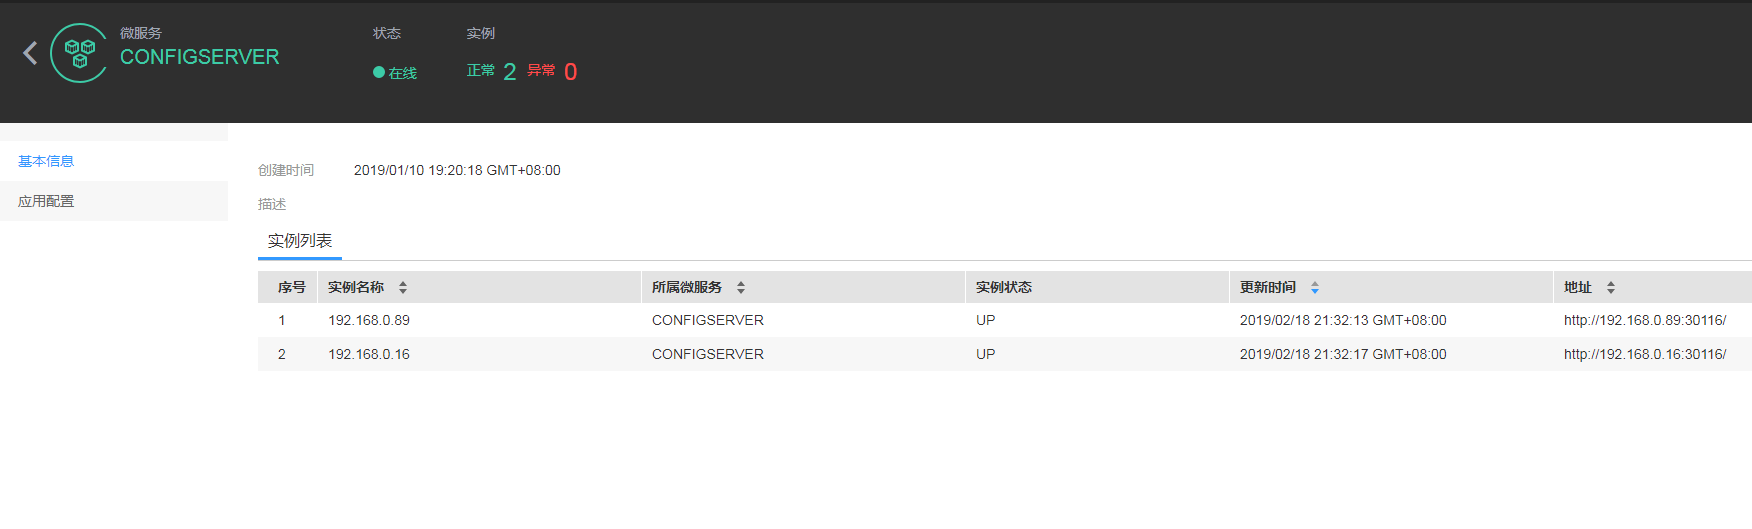 微服务 状态 实例
CONFIGSERVER
在线 正常 2 异常 0
基本信息
应用配置
创建时间 2019/01/10 19:20:18 GMT+08:00
描述
实例列表
序号 实例名称 所属微服务 实例状态 更新时间 地址
1 192.168.0.89 CONFIGSERVER UP 2019/02/18 21:32:13 GMT+08:00 http://192.168.0.89:30116/
2 192.168.0.16 CONFIGSERVER UP 2019/02/18 21:32:17 GMT+08:00 http://192.168.0.16:30116/